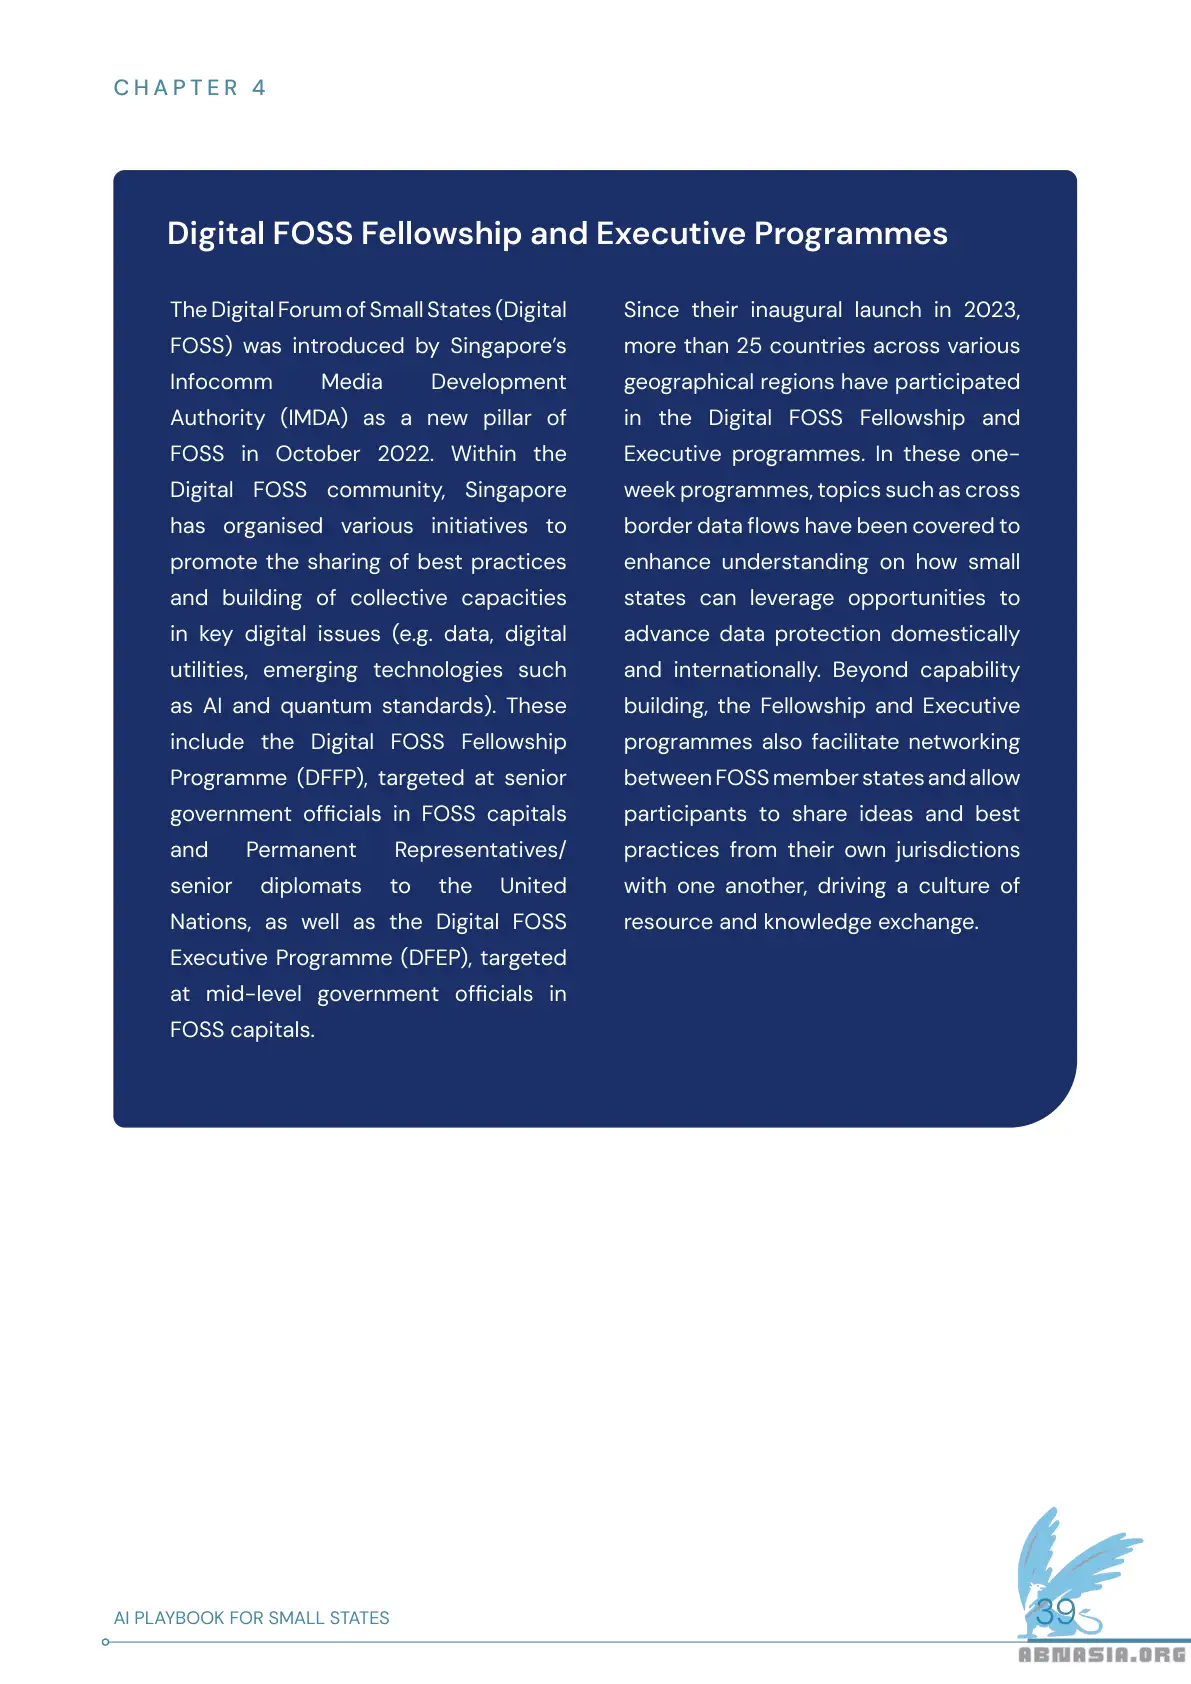 CHAPTER 4
Digital FOSS Fellowship and Executive Programmes
The Digital Forum of Small States (Digital
FOSS) was introduced by Singapore’s
Infocomm Media Development
Authority (IMDA) as a new pillar of
FOSS in October 2022. Within the
Digital FOSS community, Singapore
has organised various initiatives to
promote the sharing of best practices
and building of collective capacities
in key digital issues (e.g. data, digital
utilities, emerging technologies such
as AI and quantum standards). These
include the Digital FOSS Fellowship
Programme (DFFP), targeted at senior
government officials in FOSS capitals
and Permanent Representatives/
senior diplomats to the United
Nations, as well as the Digital FOSS
Executive Programme (DFEP), targeted
at mid-level government officials in
FOSS capitals.
Since their inaugural launch in 2023,
more than 25 countries across various
geographical regions have participated
in the Digital FOSS Fellowship and
Executive programmes. In these one-
week programmes, topics such as cross
border data flows have been covered to
enhance understanding on how small
states can leverage opportunities to
advance data protection domestically
and internationally. Beyond capability
building, the Fellowship and Executive
programmes also facilitate networking
between FOSS member states and allow
participants to share ideas and best
practices from their own jurisdictions
with one another, driving a culture of
resource and knowledge exchange.
AI PLAYBOOK FOR SMALL STATES
39
ABNASIA.ORG